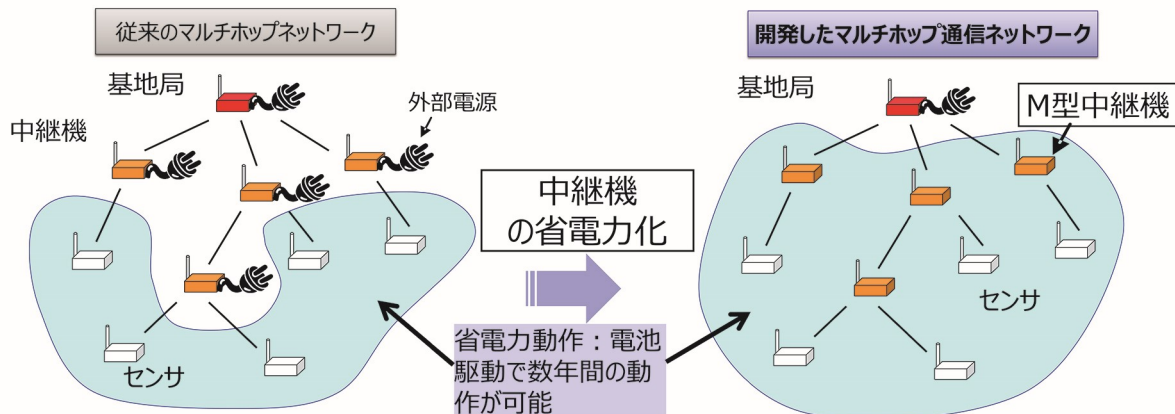 従来のマルチホップネットワーク
基地局
外部電源
中継機
センサ
中継機
の省電力化
省電力動作：電池
駆動で数年間の動
作が可能
開発したマルチホップ通信ネットワーク
基地局
M型中継機
センサ